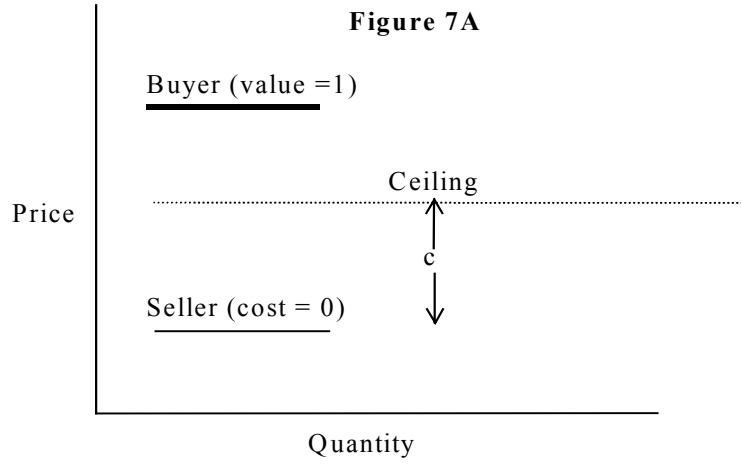 Figure 7A
Buyer (value =1)
Ceiling
Price
c
Seller (cost = 0)
Quantity